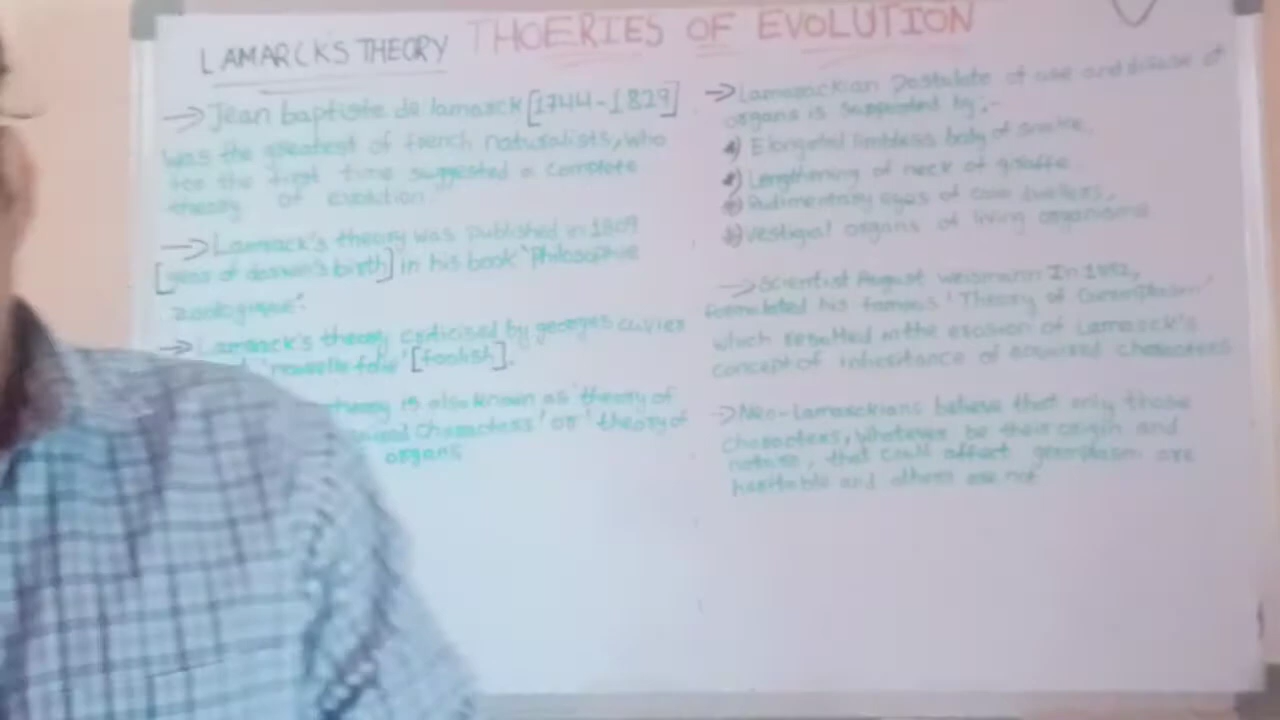 THOERIES OF EVOLUTION
LAMARCKS THEORY
→ Jean baptiste de lamarck [1744-1829]
was the greatest of french naturalists, who
for the first time suggested a complete
theory of evolution
→ Lamarck's theory was published in 1809
[year of darwin's birth] in his book 'Philosophie
zoologique'.
→ Lamarck's theory criticised by georges cuvier
'nouvelle folie' [foolish].
theory is also known as 'theory of
characters' or 'theory of
organs
→ Lamarckian Postulate of use and disuse of
organs is supported by:-
Elongated limbless body of snake,
Lengthening of neck of giraffe
Rudimentary eyes of cave dwellers,
Vestigial organs of living organisms
→ Scientist August weismann In
formulated his famous 'Theory of Germplasm'
which resulted in the erosion of Lamarck's
concept of inheritance of acquired characters
→ Neo-Lamarckians believe that only those
characters, whatever be their origin and
nature, that could affect germplasm are
heritable and others are not